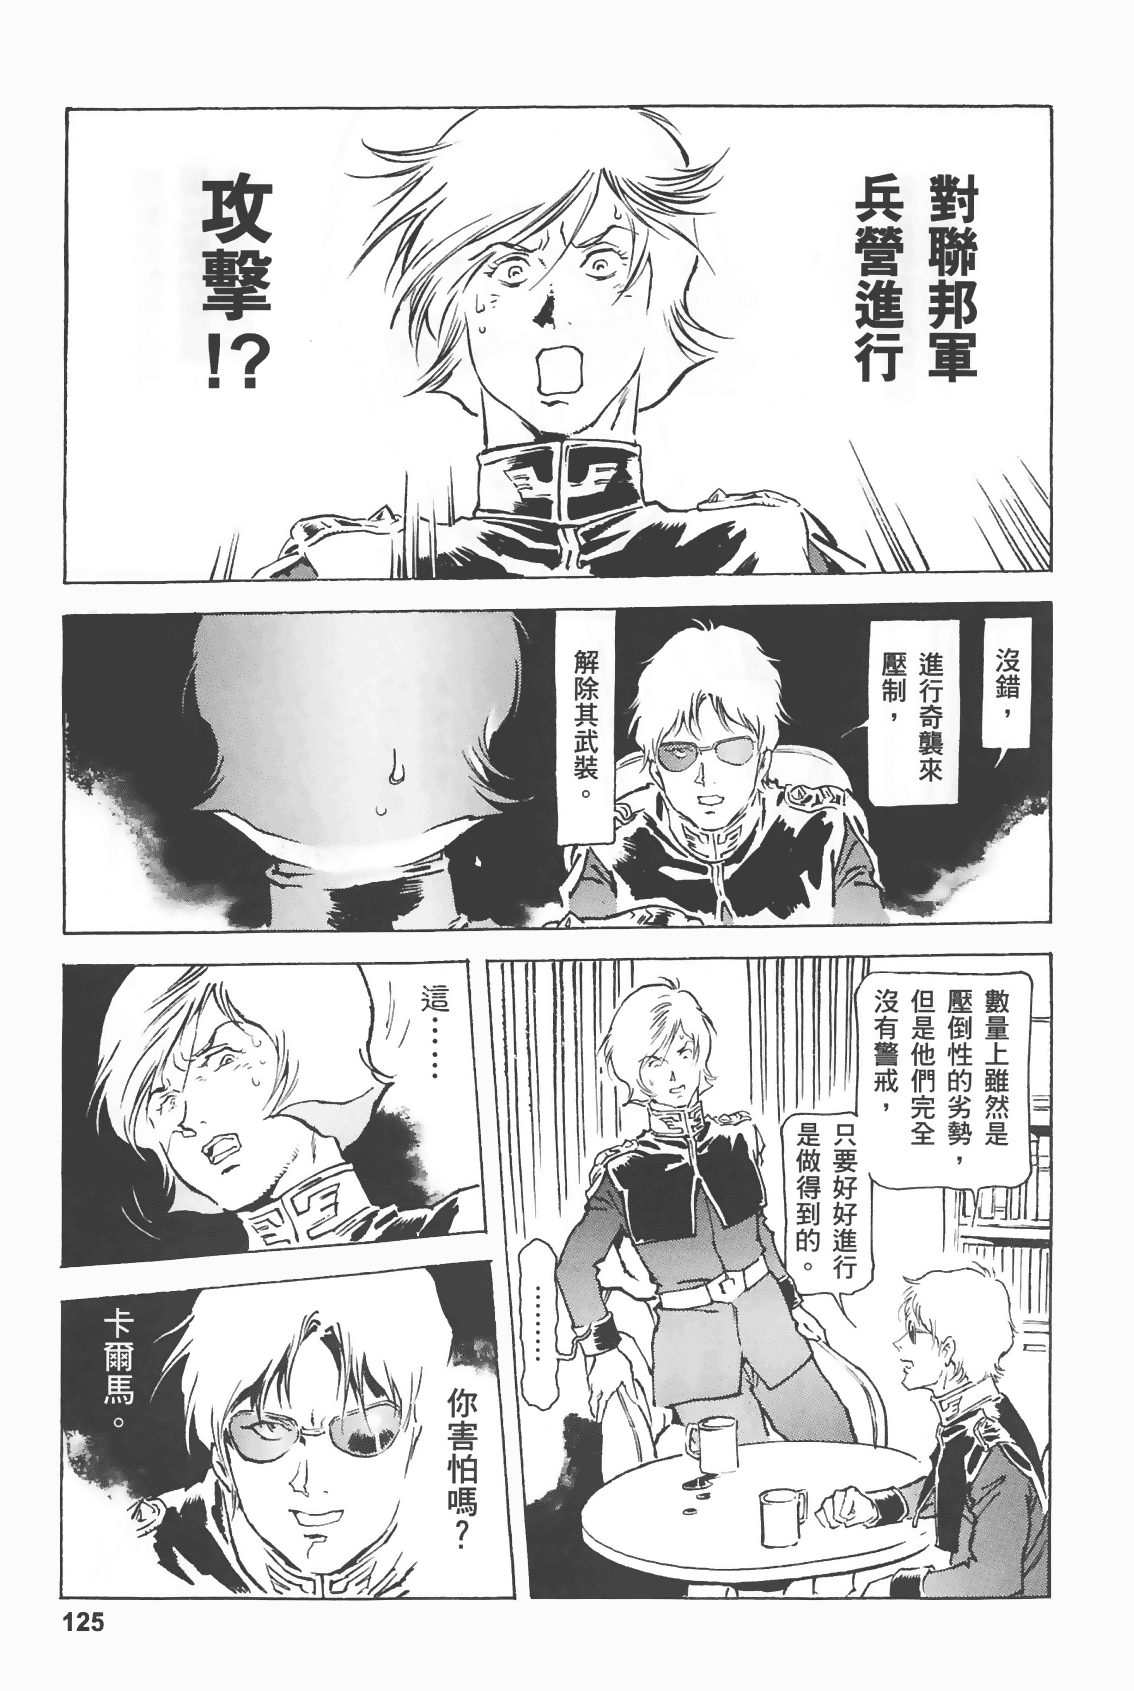 對聯邦軍
兵營進行
攻擊!?
沒錯，
進行奇襲來
壓制，
解除其武裝。
數量上雖然是
壓倒性的劣勢，
但是他們完全
沒有警戒，
只要好好進行
是做得到的。
………
這……
你害怕嗎？
卡爾馬。
125